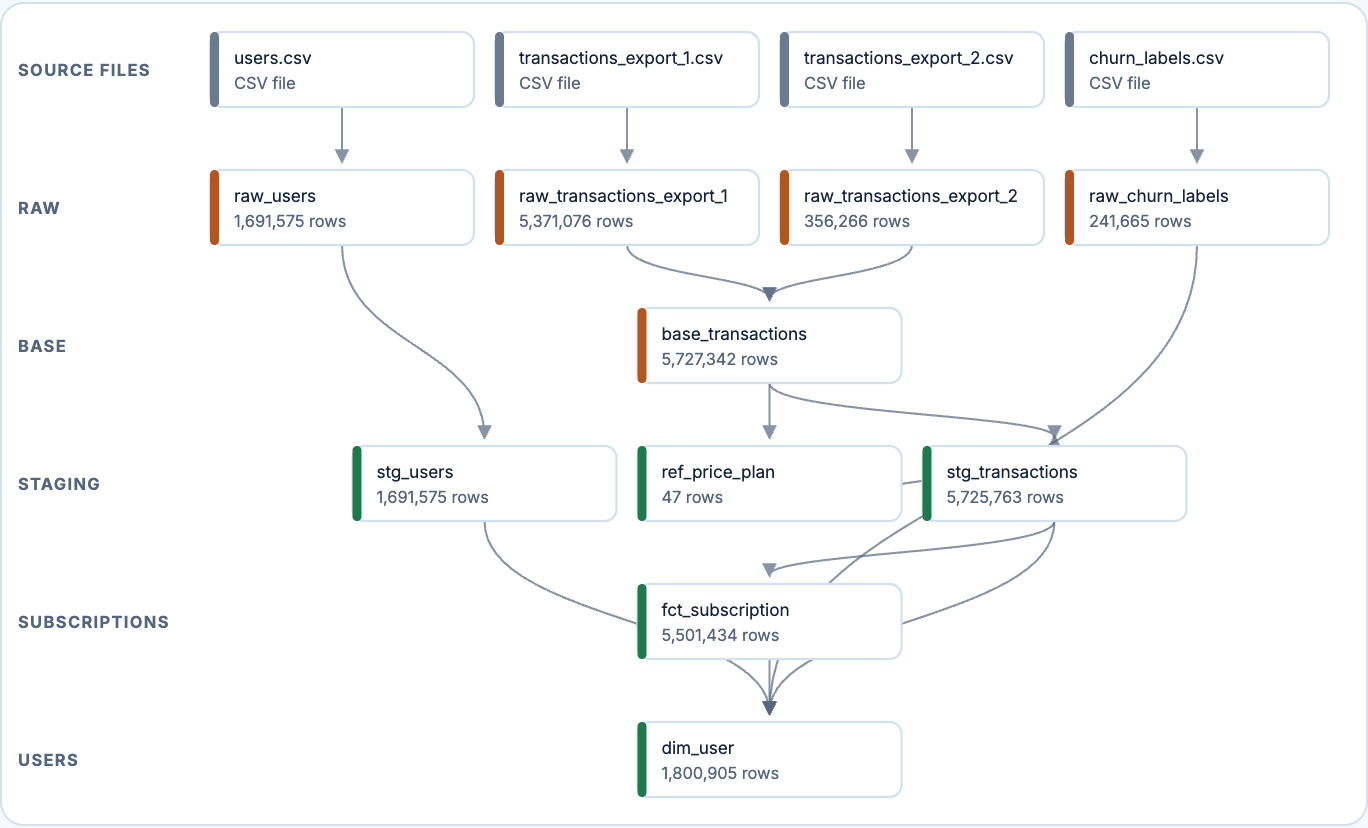 SOURCE FILES
users.csv
CSV file
transactions_export_1.csv
CSV file
transactions_export_2.csv
CSV file
churn_labels.csv
CSV file
RAW
raw_users
1,691,575 rows
raw_transactions_export_1
5,371,076 rows
raw_transactions_export_2
356,266 rows
raw_churn_labels
241,665 rows
BASE
base_transactions
5,727,342 rows
STAGING
stg_users
1,691,575 rows
ref_price_plan
47 rows
stg_transactions
5,725,763 rows
SUBSCRIPTIONS
fct_subscription
5,501,434 rows
USERS
dim_user
1,800,905 rows